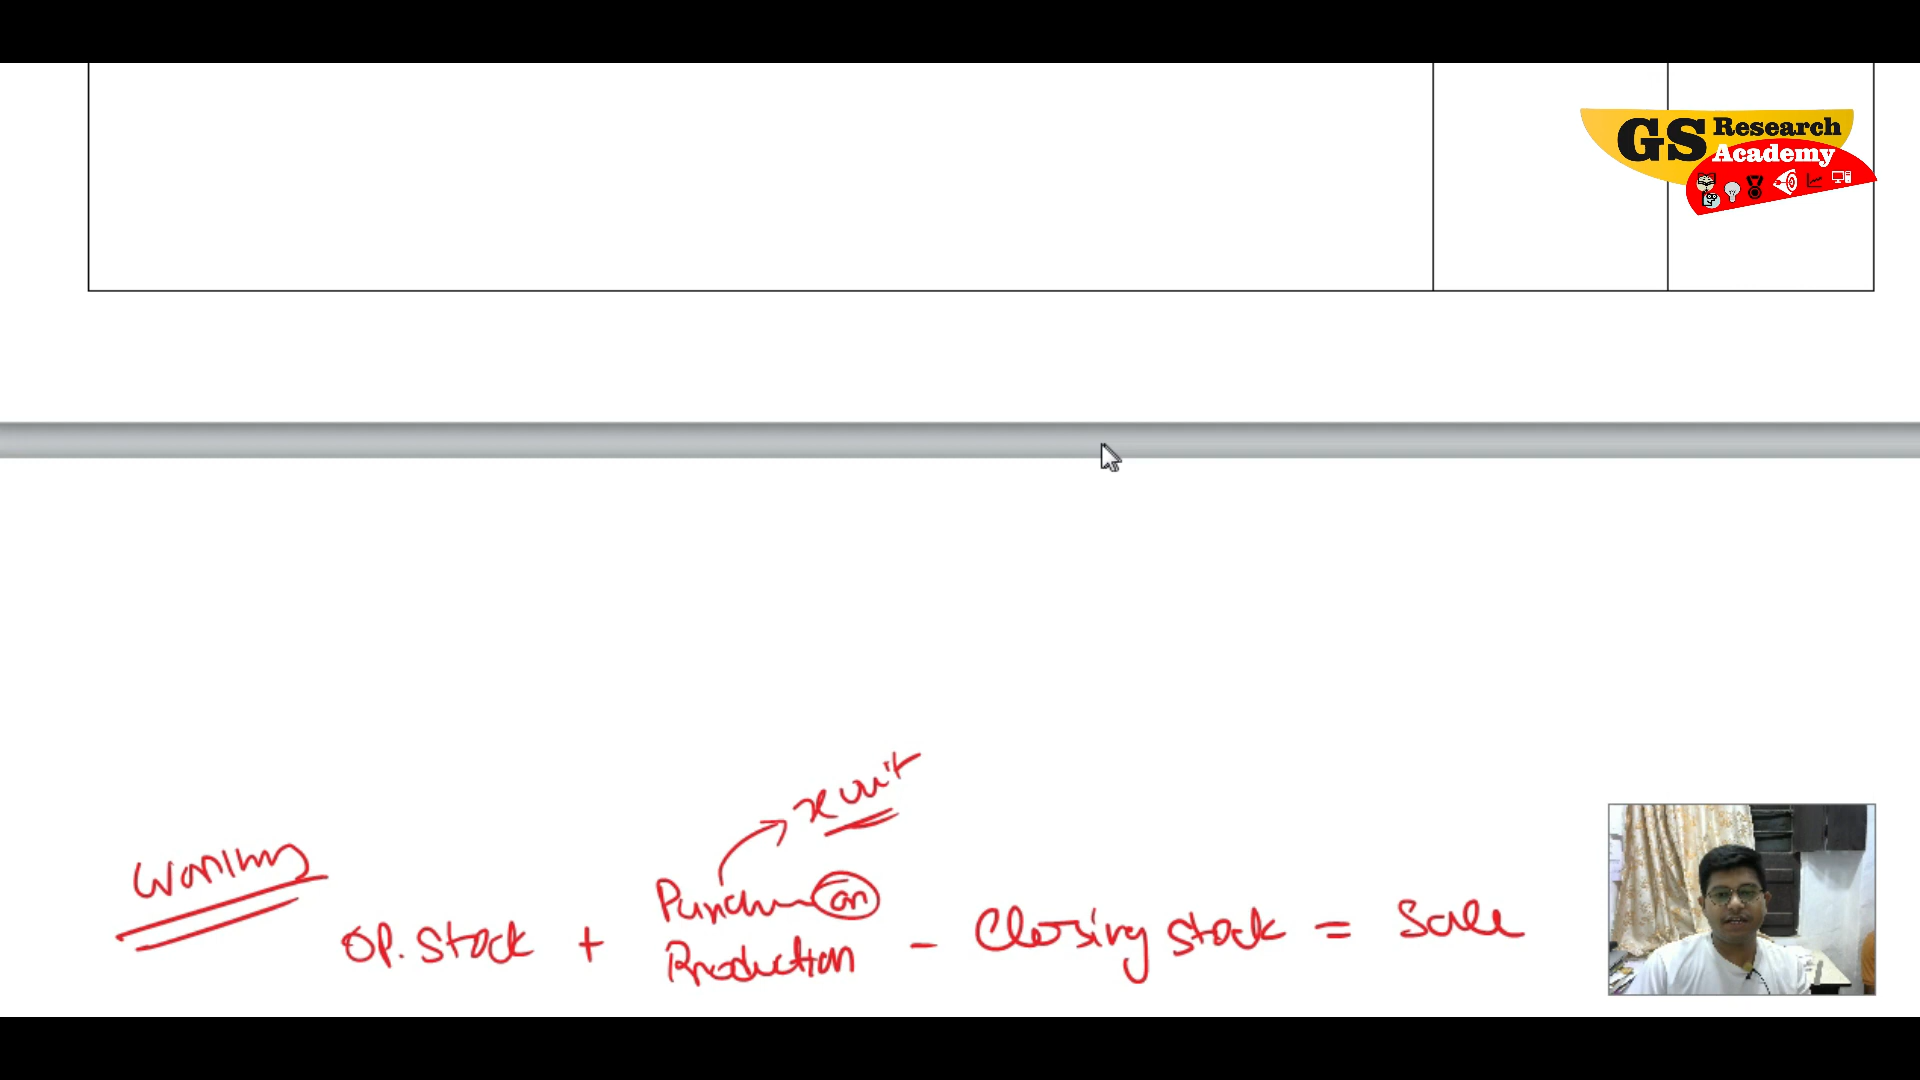 GS Research
Academy
x unit
Working
Purchase or
OP. Stock + Production - Closing stock = Sale